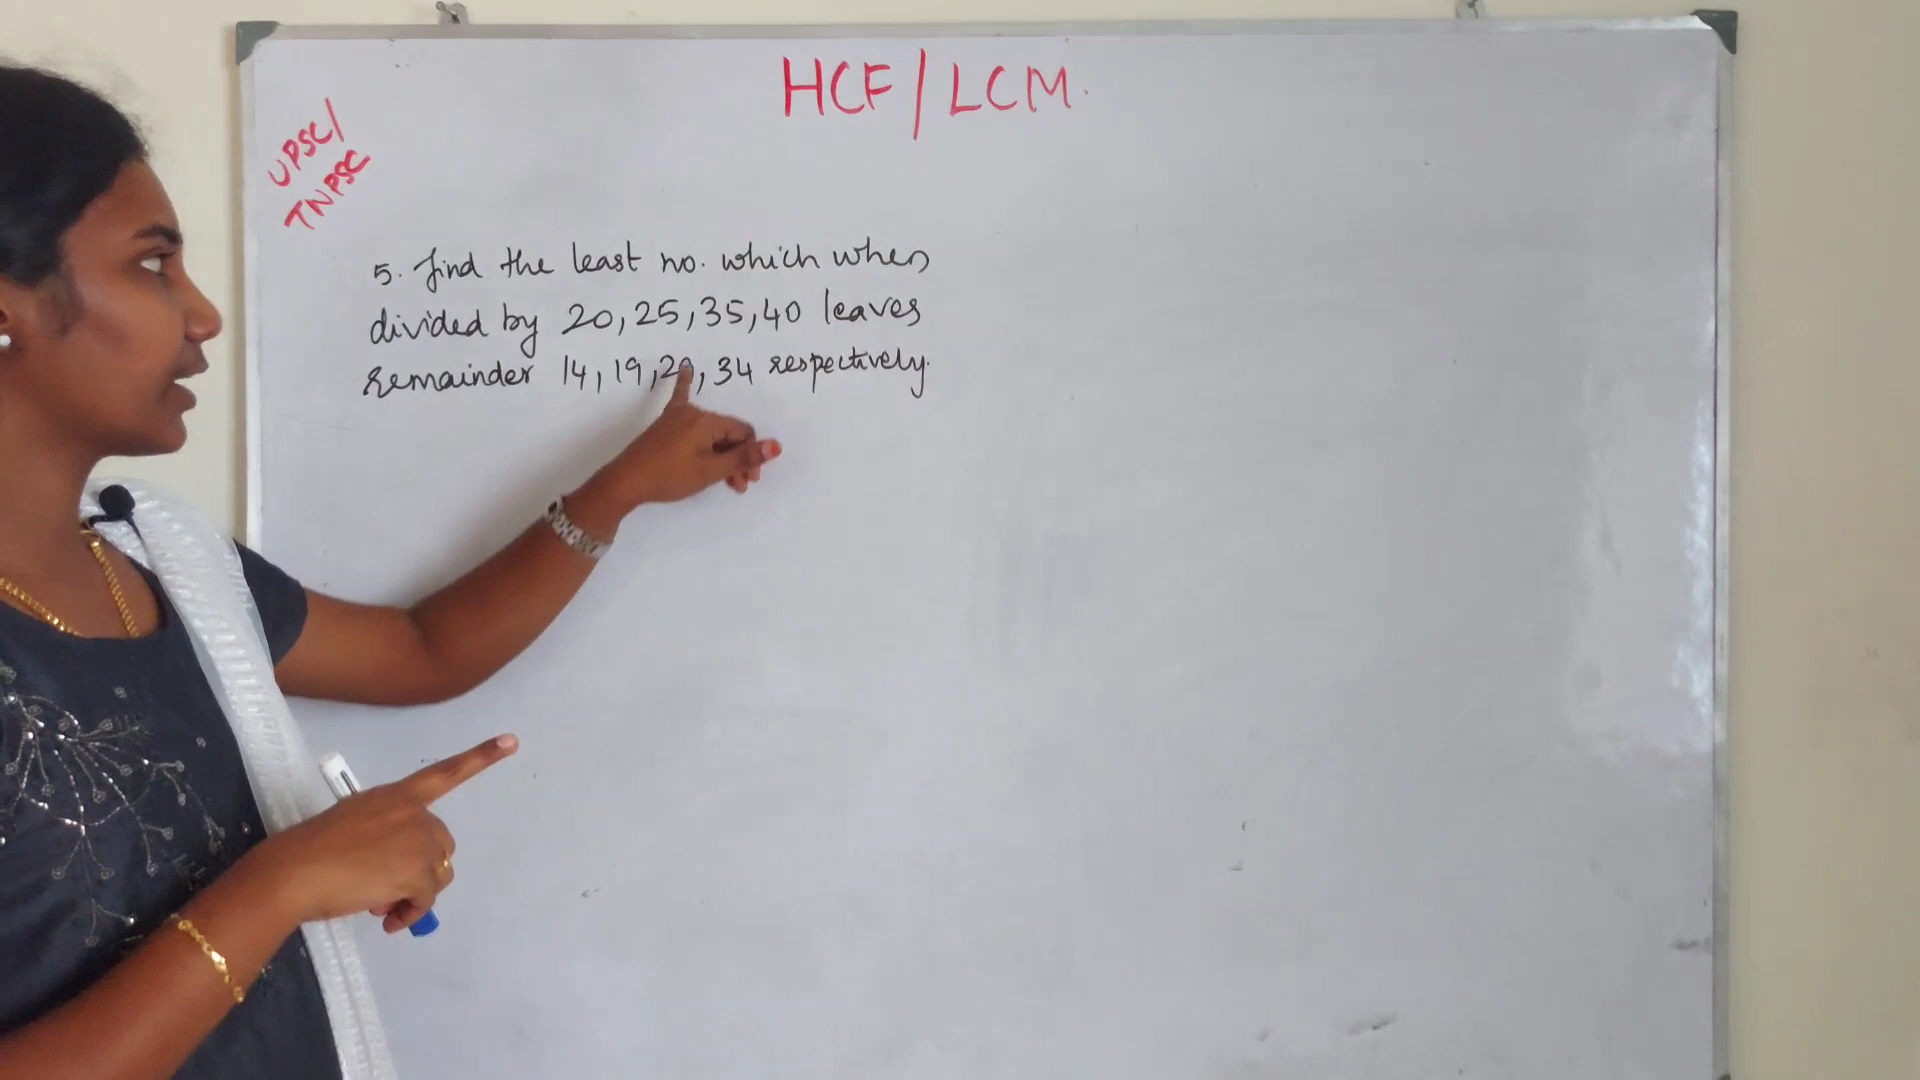 HCF/LCM.
UPSC/
TNPSC
5. find the least no. which when
divided by 20,25,35,40 leaves
remainder 14,19,29,34 respectively.